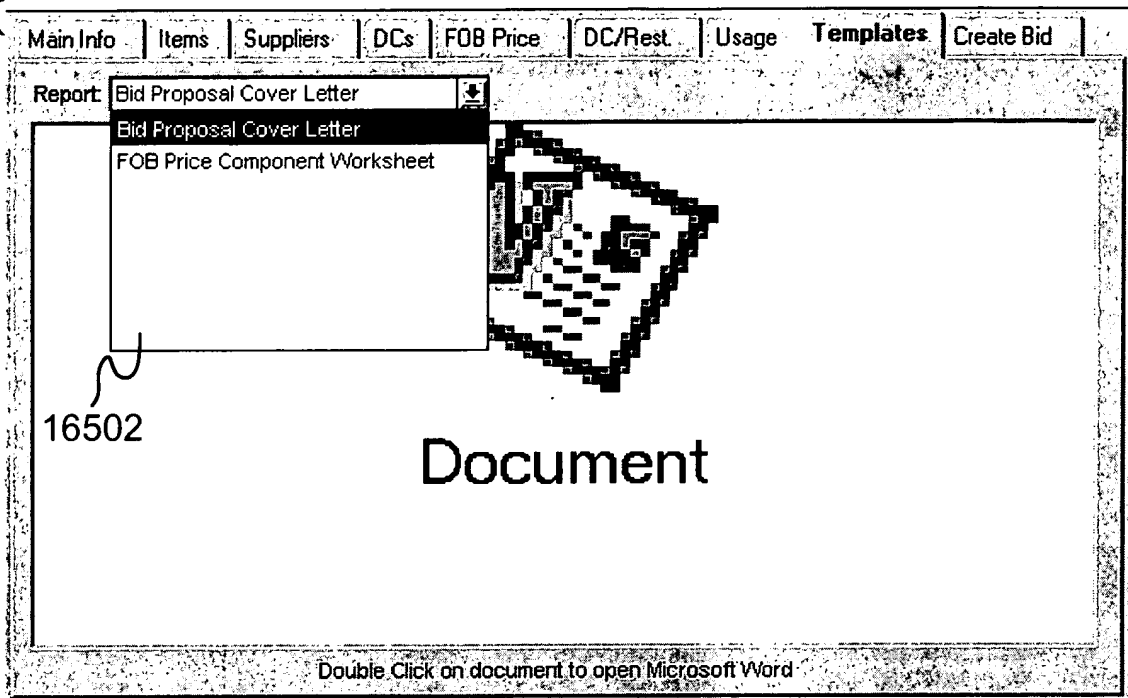 Main Info Items Suppliers DCs FOB Price DC/Rest. Usage Templates Create Bid
Report: Bid Proposal Cover Letter
Bid Proposal Cover Letter
FOB Price Component Worksheet
16502
Document
Double Click on document to open Microsoft Word